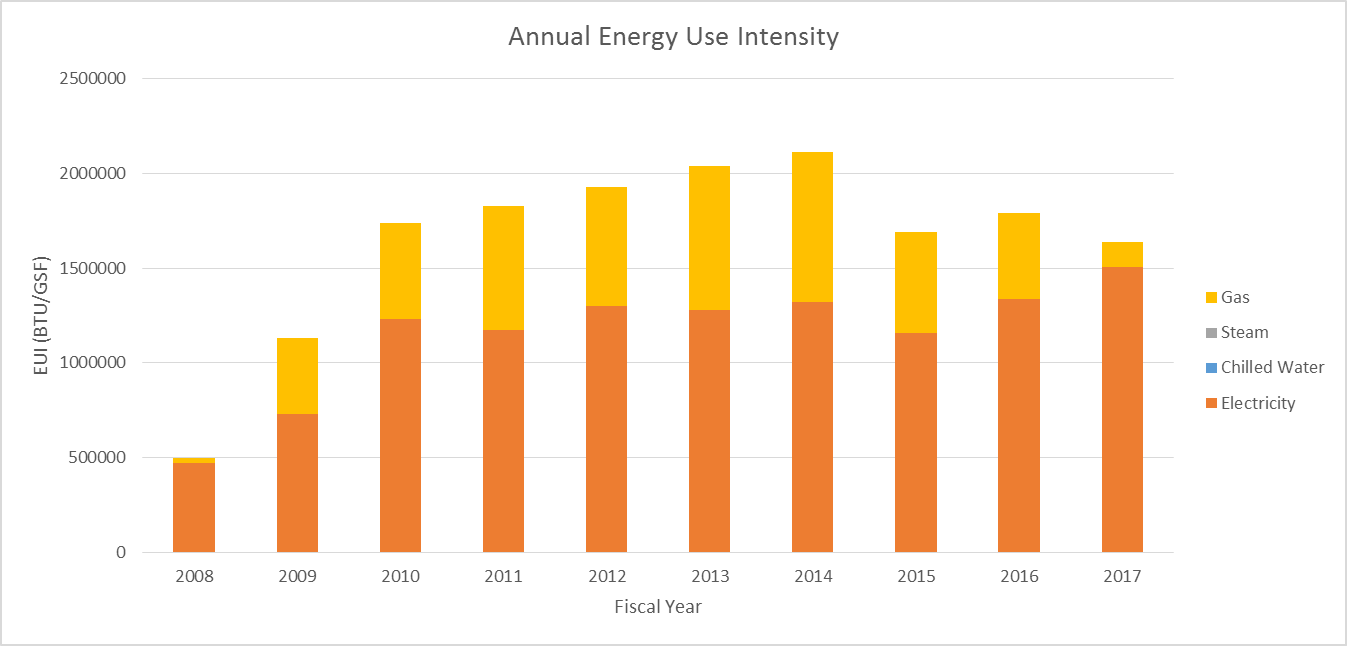 Annual Energy Use Intensity
EUI (BTU/GSF)
2500000
2000000
1500000
1000000
500000
0
2008 2009 2010 2011 2012 2013 2014 2015 2016 2017
Fiscal Year
Gas
Steam
Chilled Water
Electricity